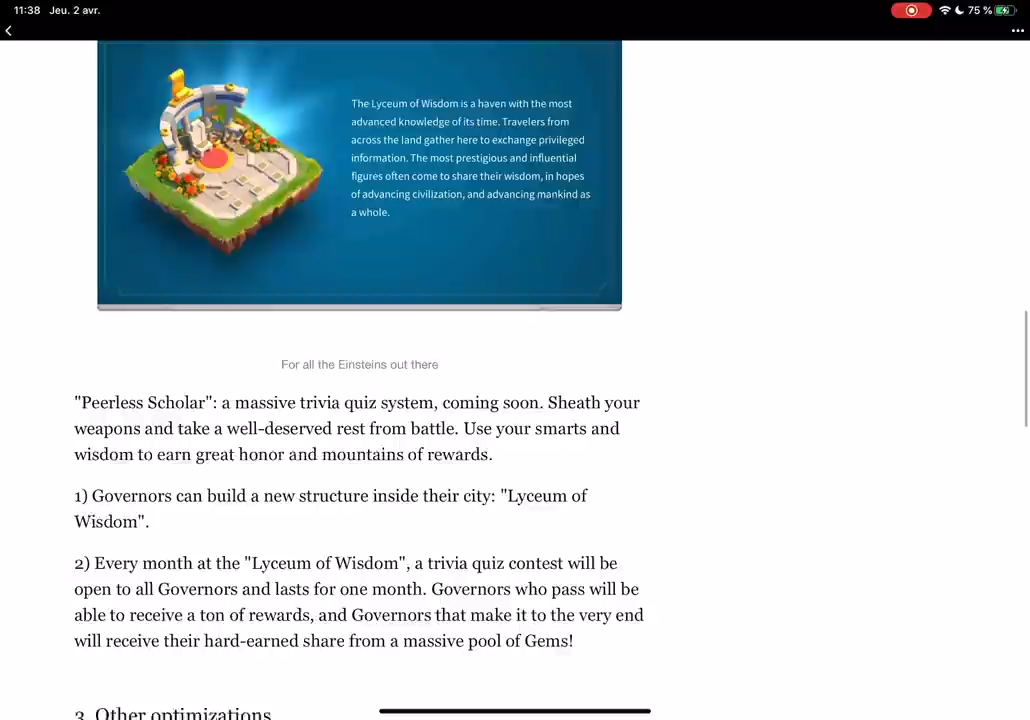 11:38 Jeu. 2 avr.
75 %
The Lyceum of Wisdom is a haven with the most
advanced knowledge of its time. Travelers from
across the land gather here to exchange privileged
information. The most prestigious and influential
figures often come to share their wisdom, in hopes
of advancing civilization, and advancing mankind as
a whole.
For all the Einsteins out there
"Peerless Scholar": a massive trivia quiz system, coming soon. Sheath your
weapons and take a well-deserved rest from battle. Use your smarts and
wisdom to earn great honor and mountains of rewards.
1) Governors can build a new structure inside their city: "Lyceum of
Wisdom".
2) Every month at the "Lyceum of Wisdom", a trivia quiz contest will be
open to all Governors and lasts for one month. Governors who pass will be
able to receive a ton of rewards, and Governors that make it to the very end
will receive their hard-earned share from a massive pool of Gems!
3. Other optimizations